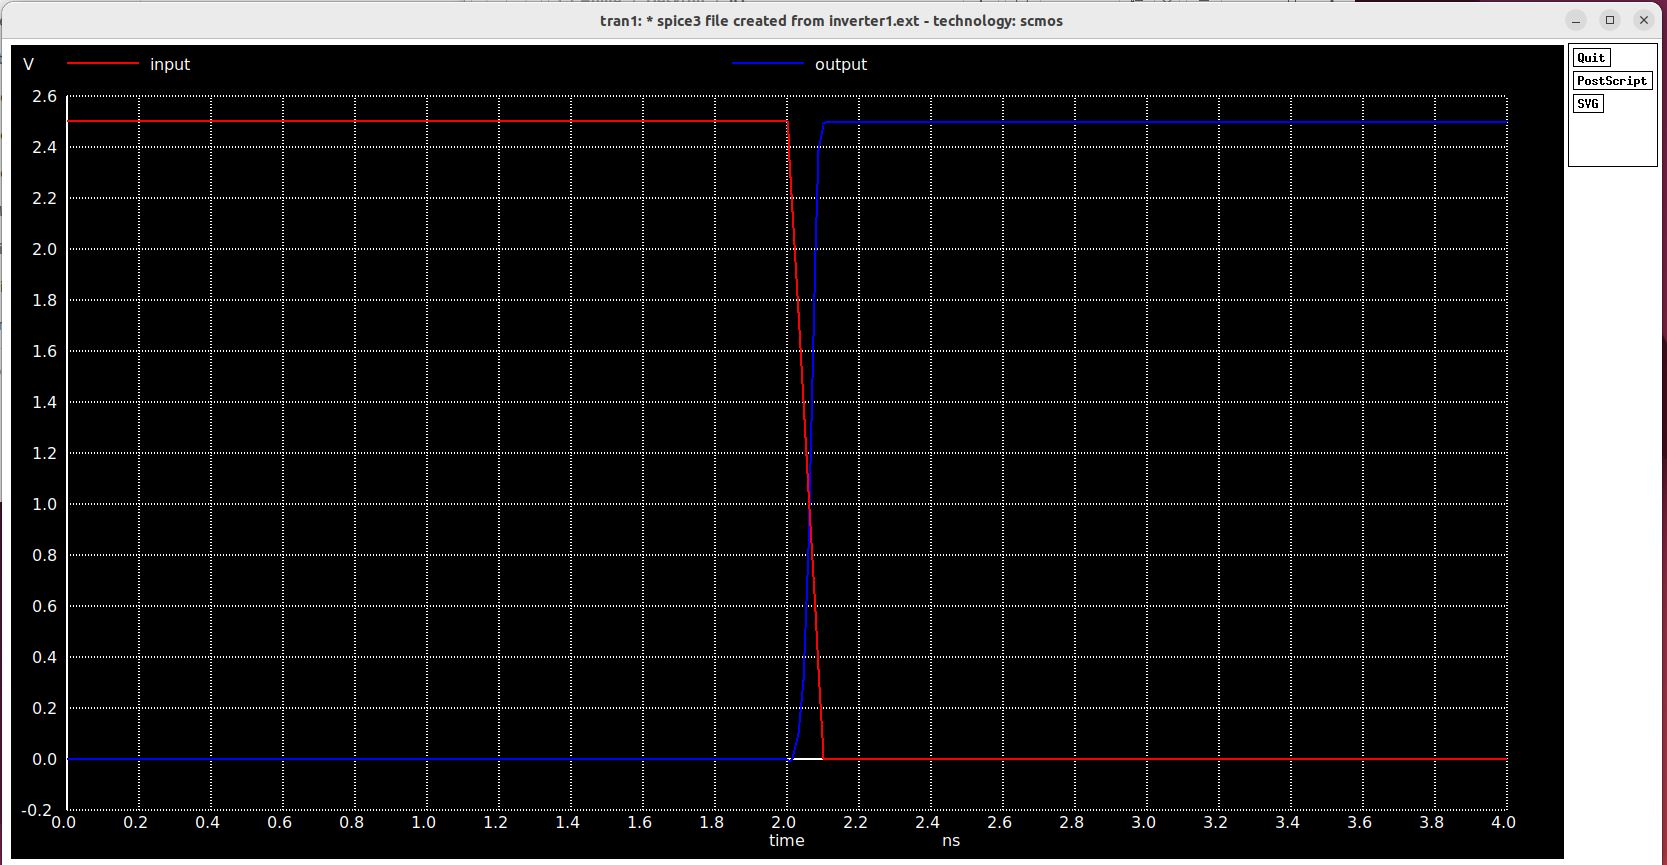 tran1: * spice3 file created from inverter1.ext - technology: scmos
Quit
PostScript
SVG
V input output
2.6
2.4
2.2
2.0
1.8
1.6
1.4
1.2
1.0
0.8
0.6
0.4
0.2
0.0
-0.2
0.0 0.2 0.4 0.6 0.8 1.0 1.2 1.4 1.6 1.8 2.0 2.2 2.4 2.6 2.8 3.0 3.2 3.4 3.6 3.8 4.0
time ns